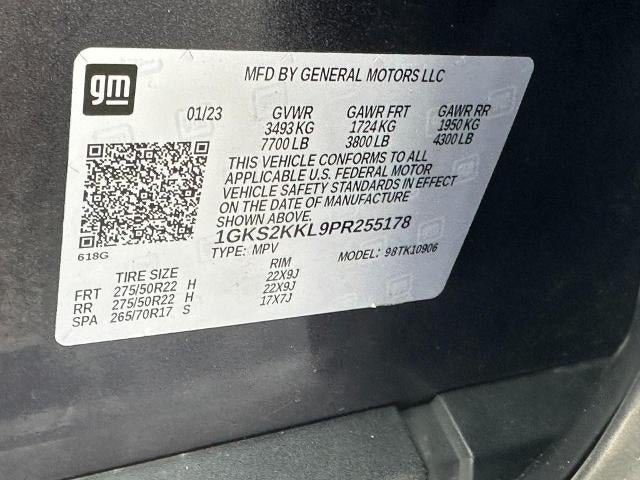 gm
MFD BY GENERAL MOTORS LLC
01/23 GVWR GAWR FRT GAWR RR
3493 KG 1724 KG 1950 KG
7700 LB 3800 LB 4300 LB
THIS VEHICLE CONFORMS TO ALL
APPLICABLE U.S. FEDERAL MOTOR
VEHICLE SAFETY STANDARDS IN EFFECT
ON THE DATE OF MANUFACTURE
SHOWN ABOVE.
1GKS2KKL9PR255178
618G TYPE: MPV MODEL: 98TK10906
TIRE SIZE RIM
FRT 275/50R22 H 22X9J
RR 275/50R22 H 22X9J
SPA 265/70R17 S 17X7J